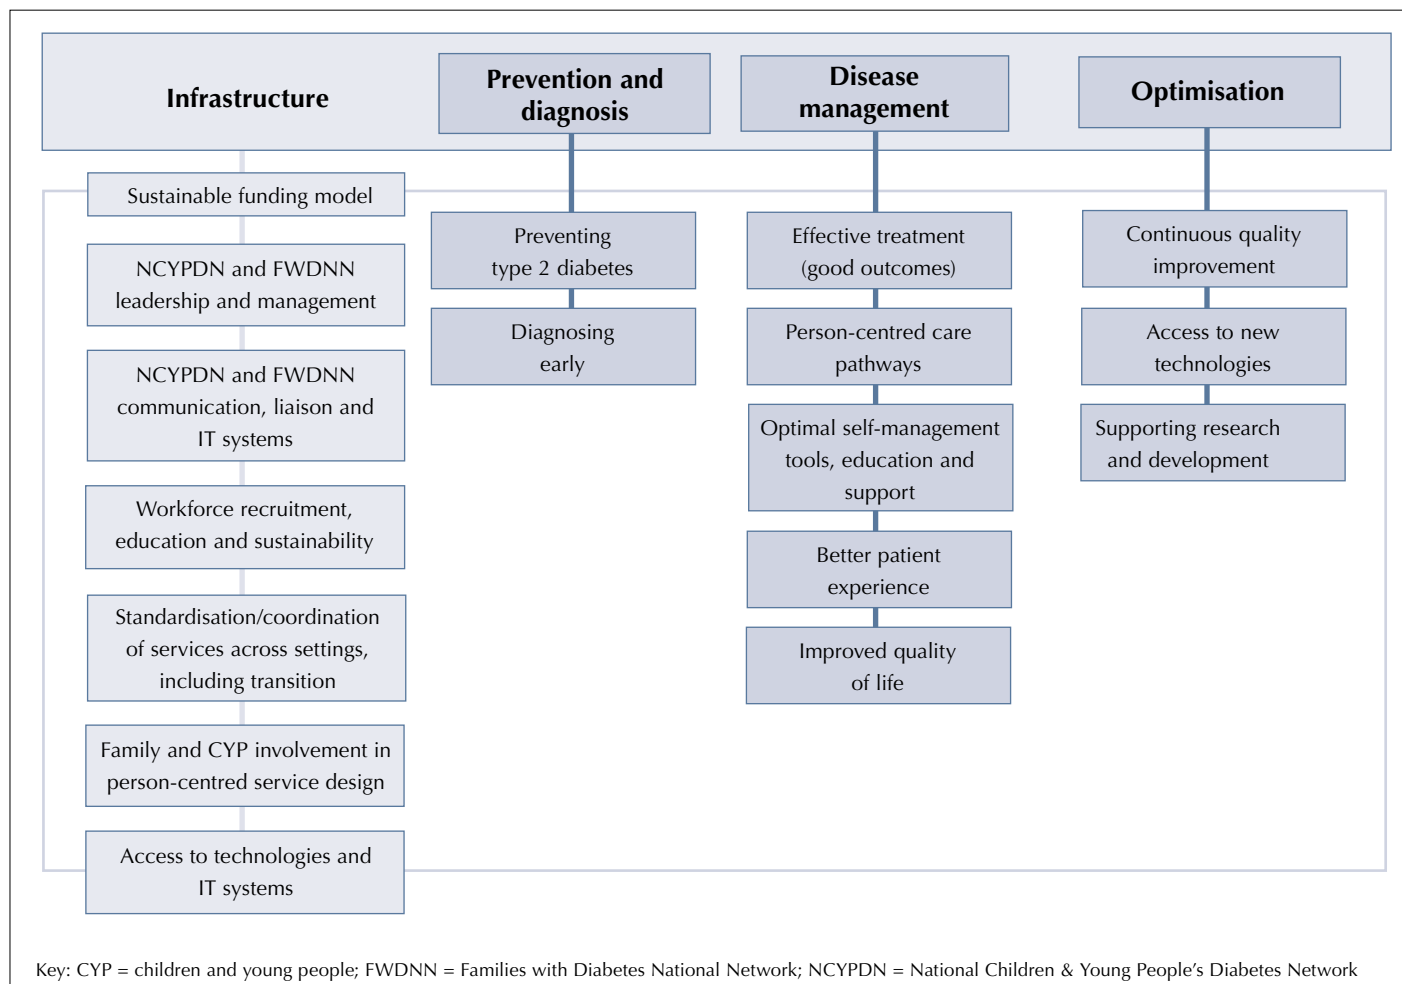 Infrastructure
Prevention and
diagnosis
Disease
management
Optimisation
Sustainable funding model
NCYPDN and FWDNN
leadership and management
NCYPDN and FWDNN
communication, liaison and
IT systems
Workforce recruitment,
education and sustainability
Standardisation/coordination
of services across settings,
including transition
Family and CYP involvement in
person-centred service design
Access to technologies and
IT systems
Preventing
type 2 diabetes
Diagnosing
early
Effective treatment
(good outcomes)
Person-centred care
pathways
Optimal self-management
tools, education and
support
Better patient
experience
Improved quality
of life
Continuous quality
improvement
Access to new
technologies
Supporting research
and development
Key: CYP = children and young people; FWDNN = Families with Diabetes National Network; NCYPDN = National Children & Young People’s Diabetes Network